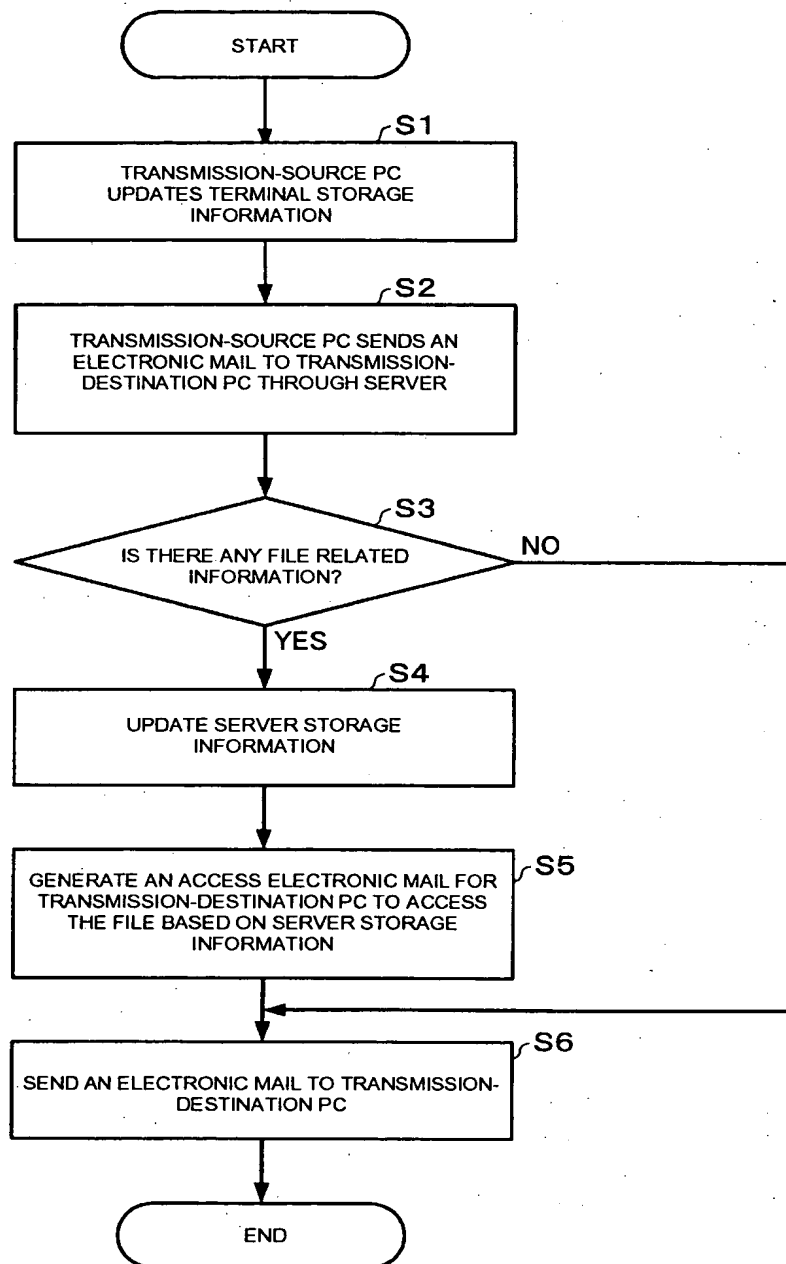 START
S1
TRANSMISSION-SOURCE PC
UPDATES TERMINAL STORAGE
INFORMATION
S2
TRANSMISSION-SOURCE PC SENDS AN
ELECTRONIC MAIL TO TRANSMISSION-
DESTINATION PC THROUGH SERVER
S3
IS THERE ANY FILE RELATED
INFORMATION?
NO
YES
S4
UPDATE SERVER STORAGE
INFORMATION
S5
GENERATE AN ACCESS ELECTRONIC MAIL FOR
TRANSMISSION-DESTINATION PC TO ACCESS
THE FILE BASED ON SERVER STORAGE
INFORMATION
S6
SEND AN ELECTRONIC MAIL TO TRANSMISSION-
DESTINATION PC
END